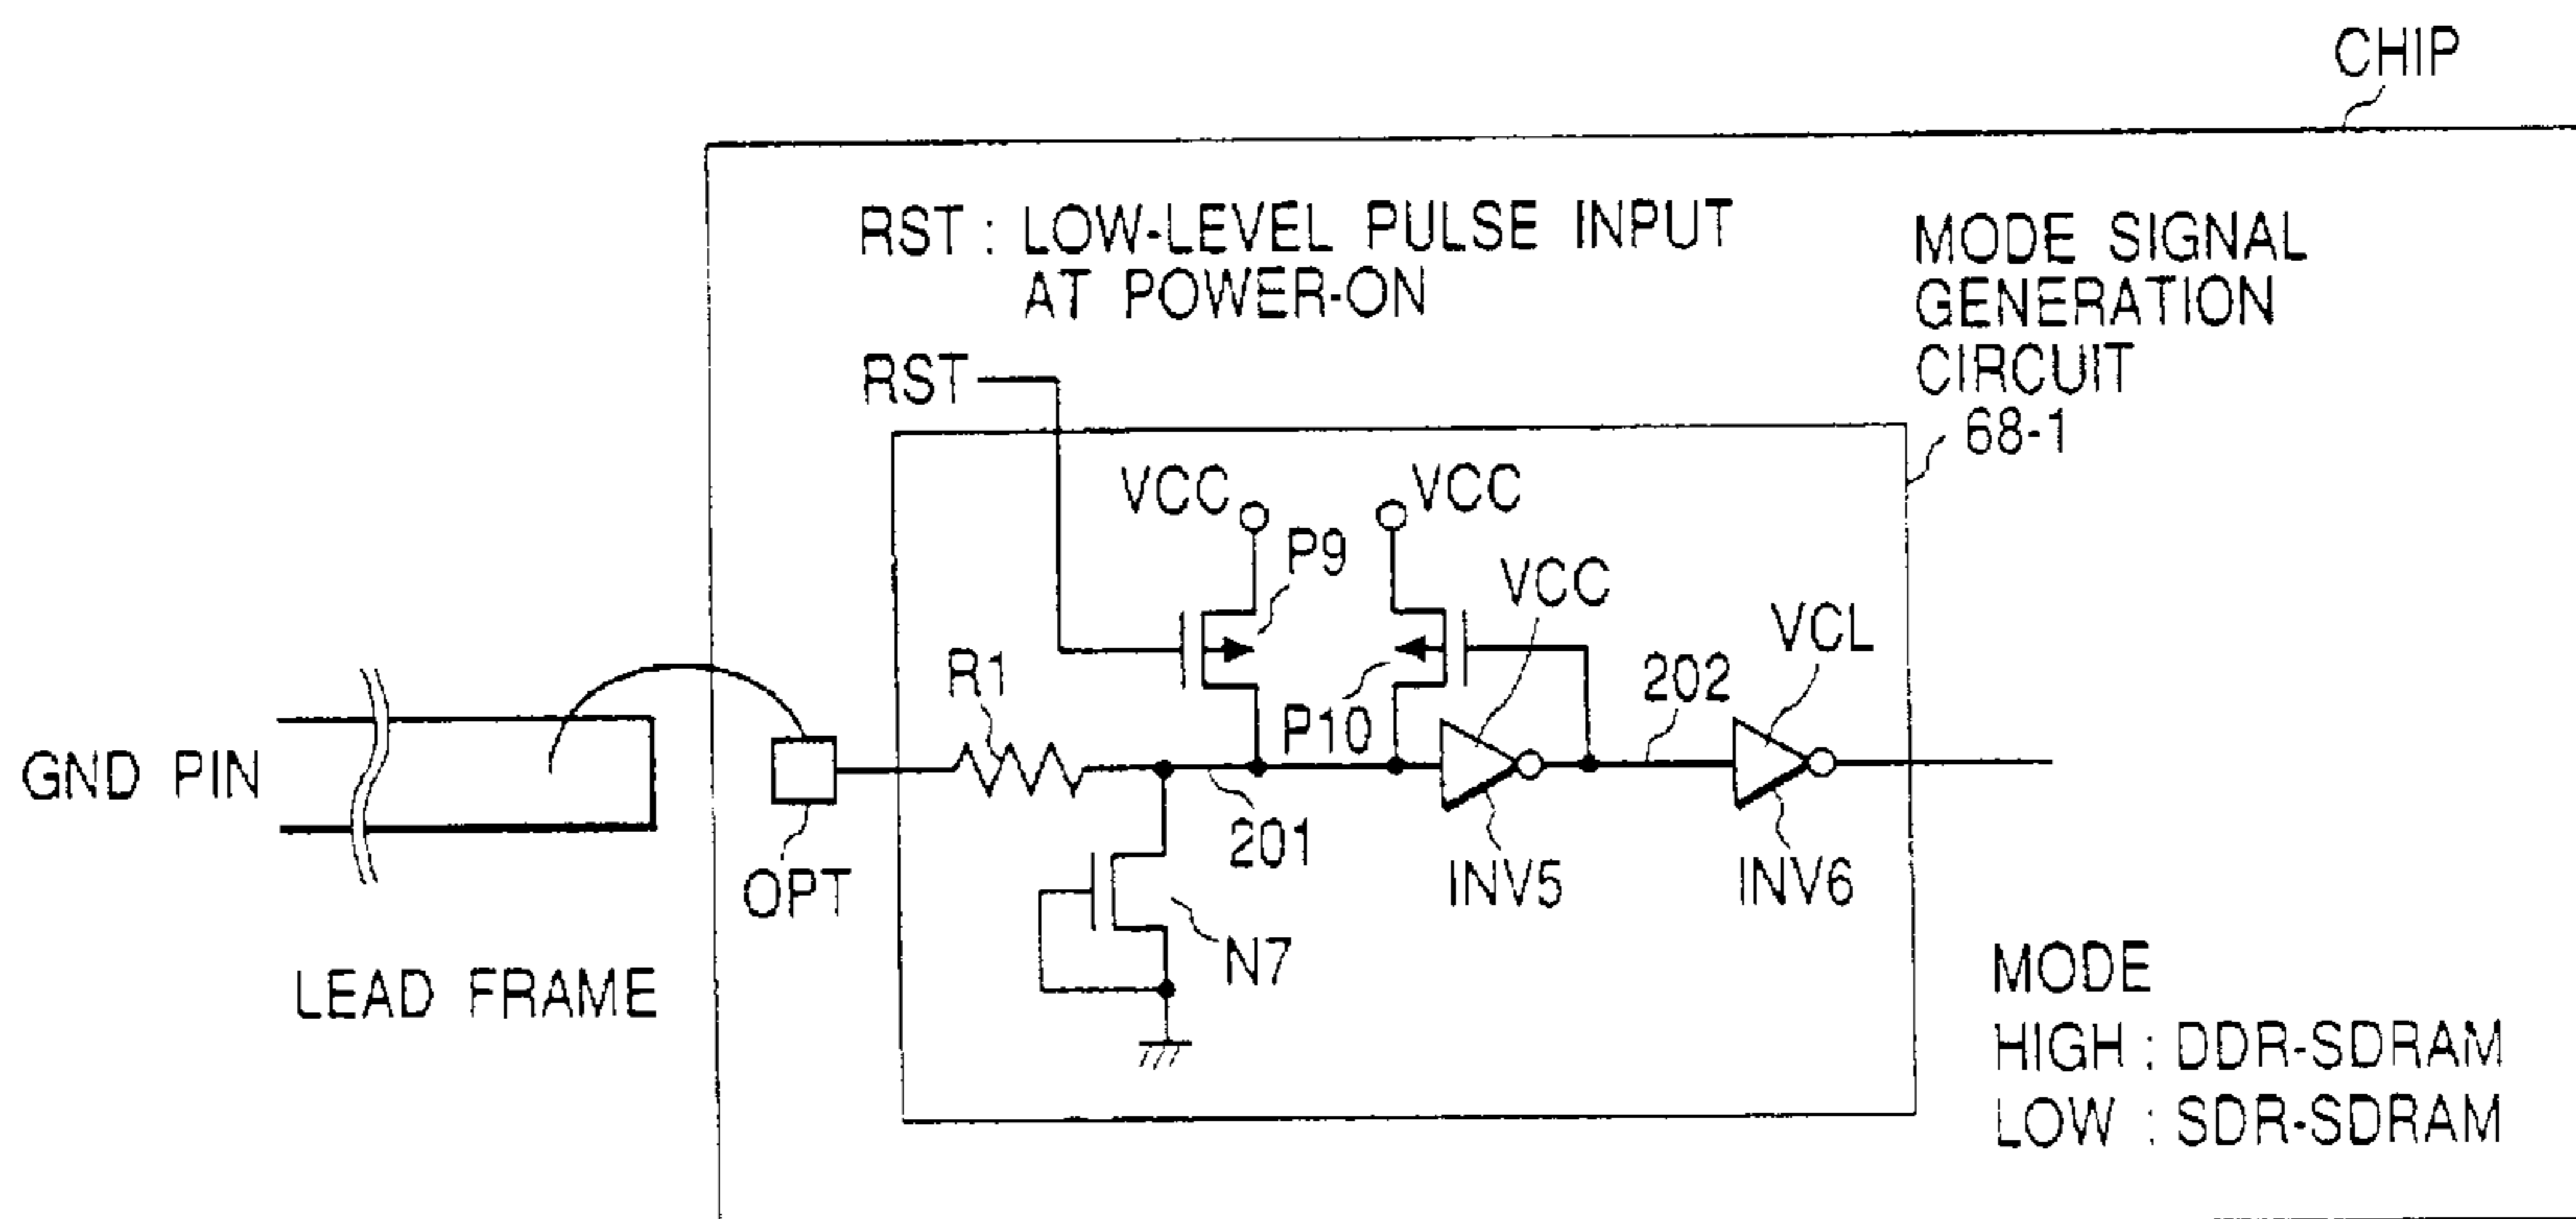 CHIP
RST : LOW-LEVEL PULSE INPUT
AT POWER-ON
MODE SIGNAL
GENERATION
CIRCUIT
68-1
RST
VCC
VCC
P9
VCC
VCL
R1
P10
202
GND PIN
201
OPT
INV5
INV6
N7
LEAD FRAME
MODE
HIGH : DDR-SDRAM
LOW : SDR-SDRAM